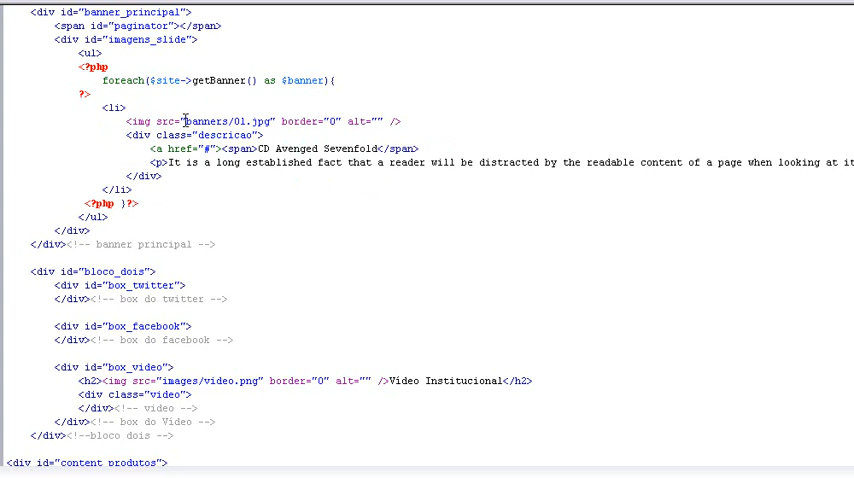 <div id="banner_principal">
<span id="paginator"></span>
<div id="imagens_slide">
<ul>
<?php
foreach($site->getBanner() as $banner){
?>
<li>
<img src="banners/01.jpg" border="0" alt="" />
<div class="descricao">
<a href="#"><span>CD Avenged Sevenfold</span>
<p>It is a long established fact that a reader will be distracted by the readable content of a page when looking at it
</div>
</li>
<?php }?>
</ul>
</div>
</div><!-- banner principal -->
<div id="bloco_dois">
<div id="box_twitter">
</div><!-- box do twitter -->
<div id="box_facebook">
</div><!-- box do facebook -->
<div id="box_video">
<h2><img src="images/video.png" border="0" alt="" />Vídeo Institucional</h2>
<div class="video">
</div><!-- video -->
</div><!-- box do Vídeo -->
</div><!--bloco dois -->
<div id="content_produtos">